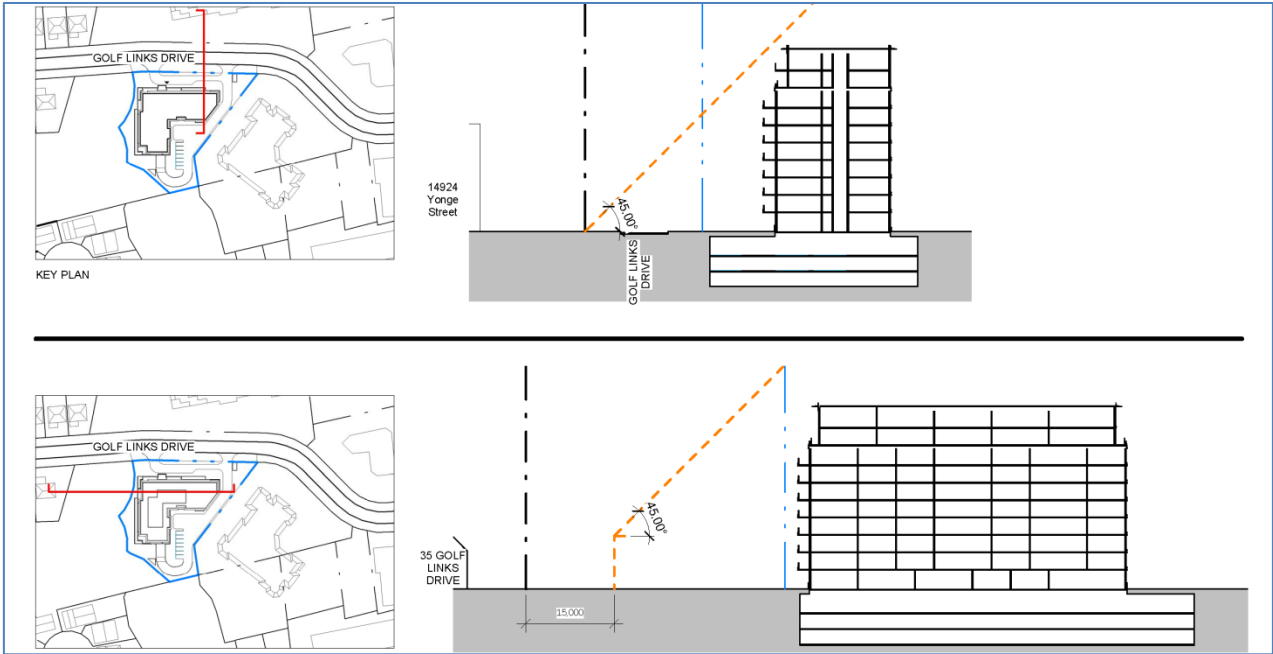 GOLF LINKS DRIVE
KEY PLAN
14924
Yonge
Street
45.00°
GOLF LINKS
DRIVE
GOLF LINKS DRIVE
35 GOLF
LINKS
DRIVE
45.00°
15,000